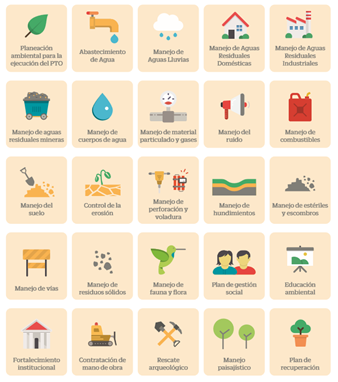 Planeación
ambiental para la
ejecución del PTO
Abastecimiento
de Agua
Manejo de
Aguas Lluvias
Manejo de Aguas
Residuales
Domésticas
Manejo de Aguas
Residuales
Industriales
Manejo de aguas
residuales mineras
Manejo de
cuerpos de agua
Manejo de material
particulado y gases
Manejo del
ruido
Manejo de
combustibles
Manejo del
suelo
Control de la
erosión
Manejo de
perforación y
voladura
Manejo de
hundimientos
Manejo de estériles
y escombros
Manejo de vías
Manejo de
residuos sólidos
Manejo de
fauna y flora
Plan de gestión
social
Educación
ambiental
Fortalecimiento
institucional
Contratación de
mano de obra
Rescate
arqueológico
Manejo
paisajístico
Plan de
recuperación